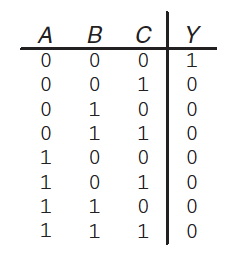 A B C Y
0 0 0 1
0 0 1 0
0 1 0 0
0 1 1 0
1 0 0 0
1 0 1 0
1 1 0 0
1 1 1 0